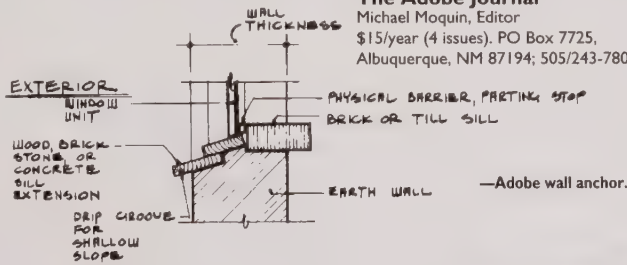 The Adobe Journal
Michael Moquin, Editor
$15/year (4 issues). PO Box 7725,
Albuquerque, NM 87194; 505/243-780
WALL
THICKNESS
EXTERIOR
WINDOW
UNIT
PHYSICAL BARRIER, PARTING STOP
BRICK OR TILL SILL
WOOD, BRICK
STONE, OR
CONCRETE
SILL
EXTENSION
EARTH WALL
—Adobe wall anchor.
DRIP GROOVE
FOR
SHALLOW
SLOPE